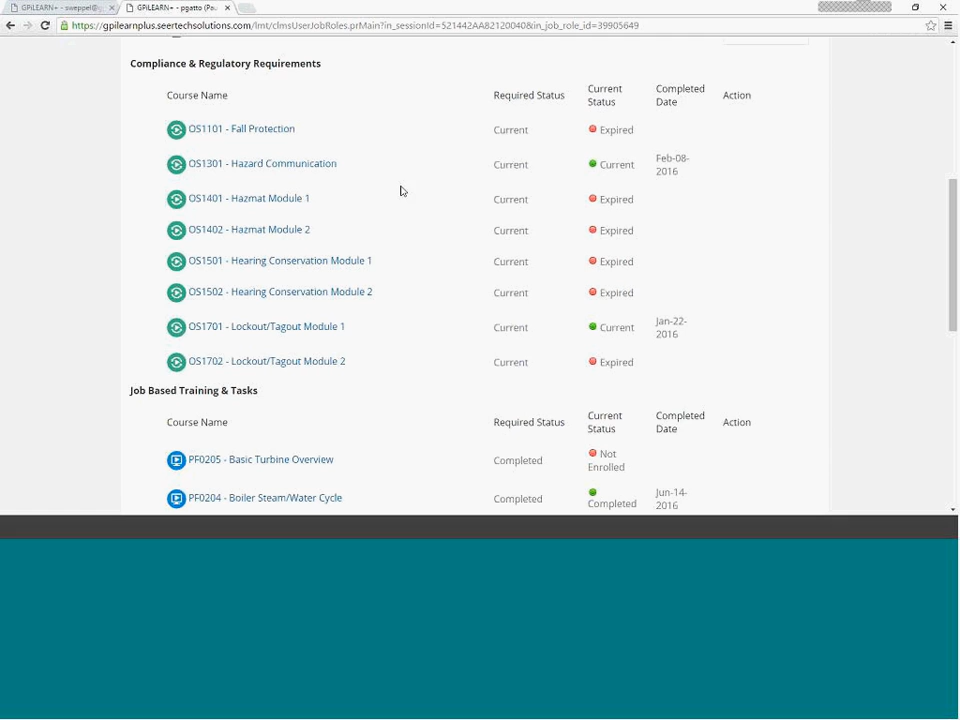 GPiLEARN+ - sweppel@g
GPiLEARN+ - pgatto (Pa
https://gpilearnplus.seertechsolutions.com/lmt/clmsUserJobRoles.prMain?in_sessionId=521442AA82120040&in_job_role_id=39905649
Compliance & Regulatory Requirements
Course Name Required Status Current Status Completed Date Action
OS1101 - Fall Protection Current Expired
OS1301 - Hazard Communication Current Current Feb-08-2016
OS1401 - Hazmat Module 1 Current Expired
OS1402 - Hazmat Module 2 Current Expired
OS1501 - Hearing Conservation Module 1 Current Expired
OS1502 - Hearing Conservation Module 2 Current Expired
OS1701 - Lockout/Tagout Module 1 Current Current Jan-22-2016
OS1702 - Lockout/Tagout Module 2 Current Expired
Job Based Training & Tasks
Course Name Required Status Current Status Completed Date Action
PF0205 - Basic Turbine Overview Completed Not Enrolled
PF0204 - Boiler Steam/Water Cycle Completed Completed Jun-14-2016